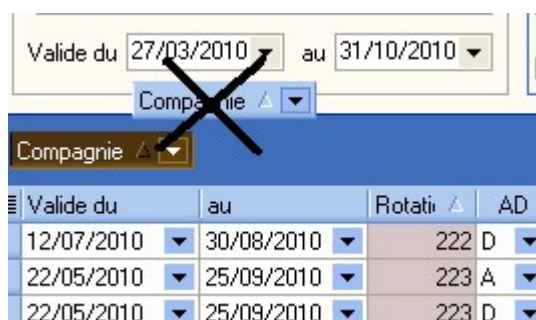 Valide du 27/03/2010 au 31/10/2010
Compagnie
Compagnie
Valide du au Rotati AD
12/07/2010 30/08/2010 222 D
22/05/2010 25/09/2010 223 A
22/05/2010 25/09/2010 223 D